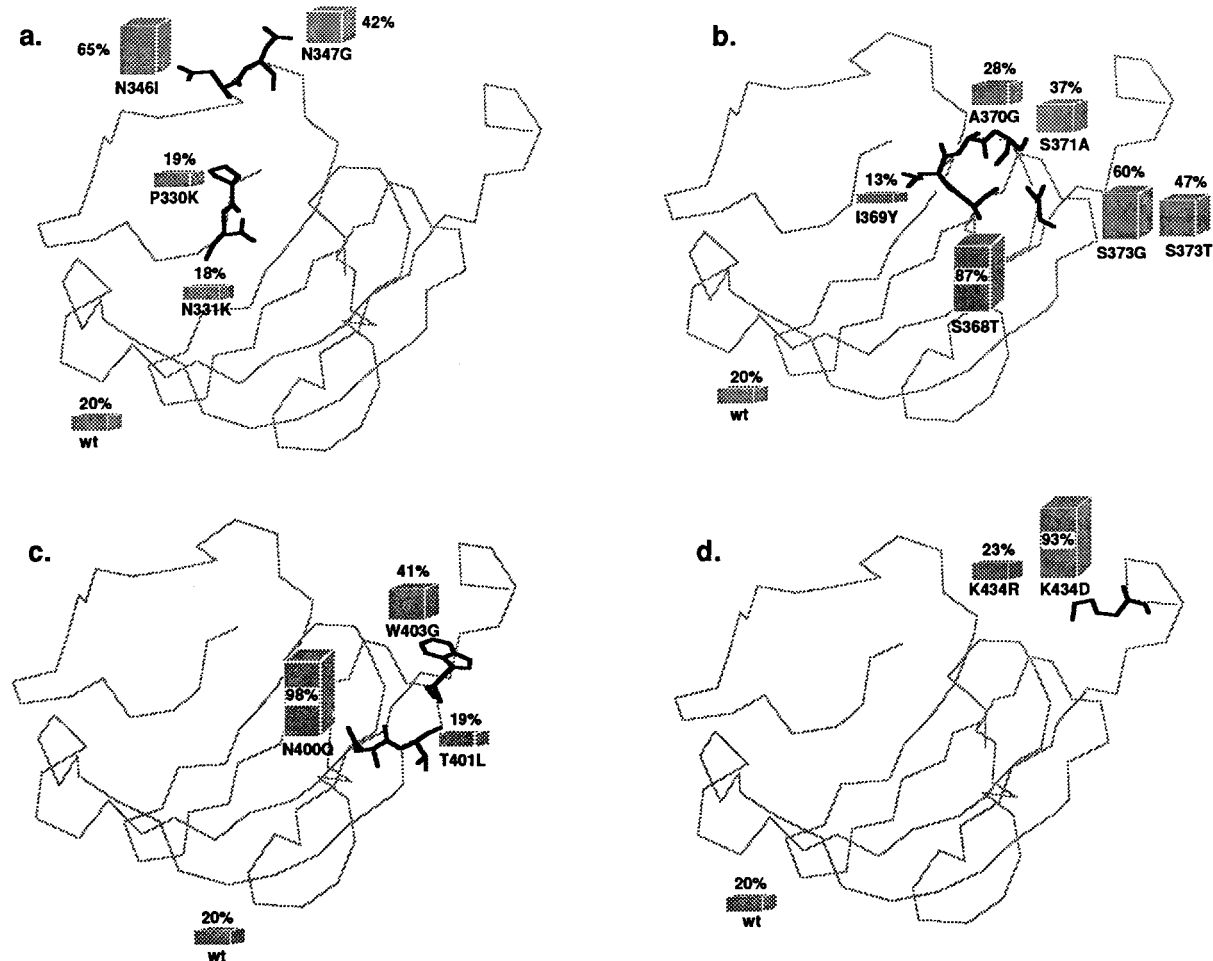 a.
65%
N346I
42%
N347G
19%
P330K
18%
N331K
20%
wt
b.
28%
A370G
37%
S371A
13%
I369Y
60%
S373G
47%
S373T
87%
S368T
20%
wt
c.
41%
W403G
98%
N400Q
19%
T401L
20%
wt
d.
23%
K434R
93%
K434D
20%
wt